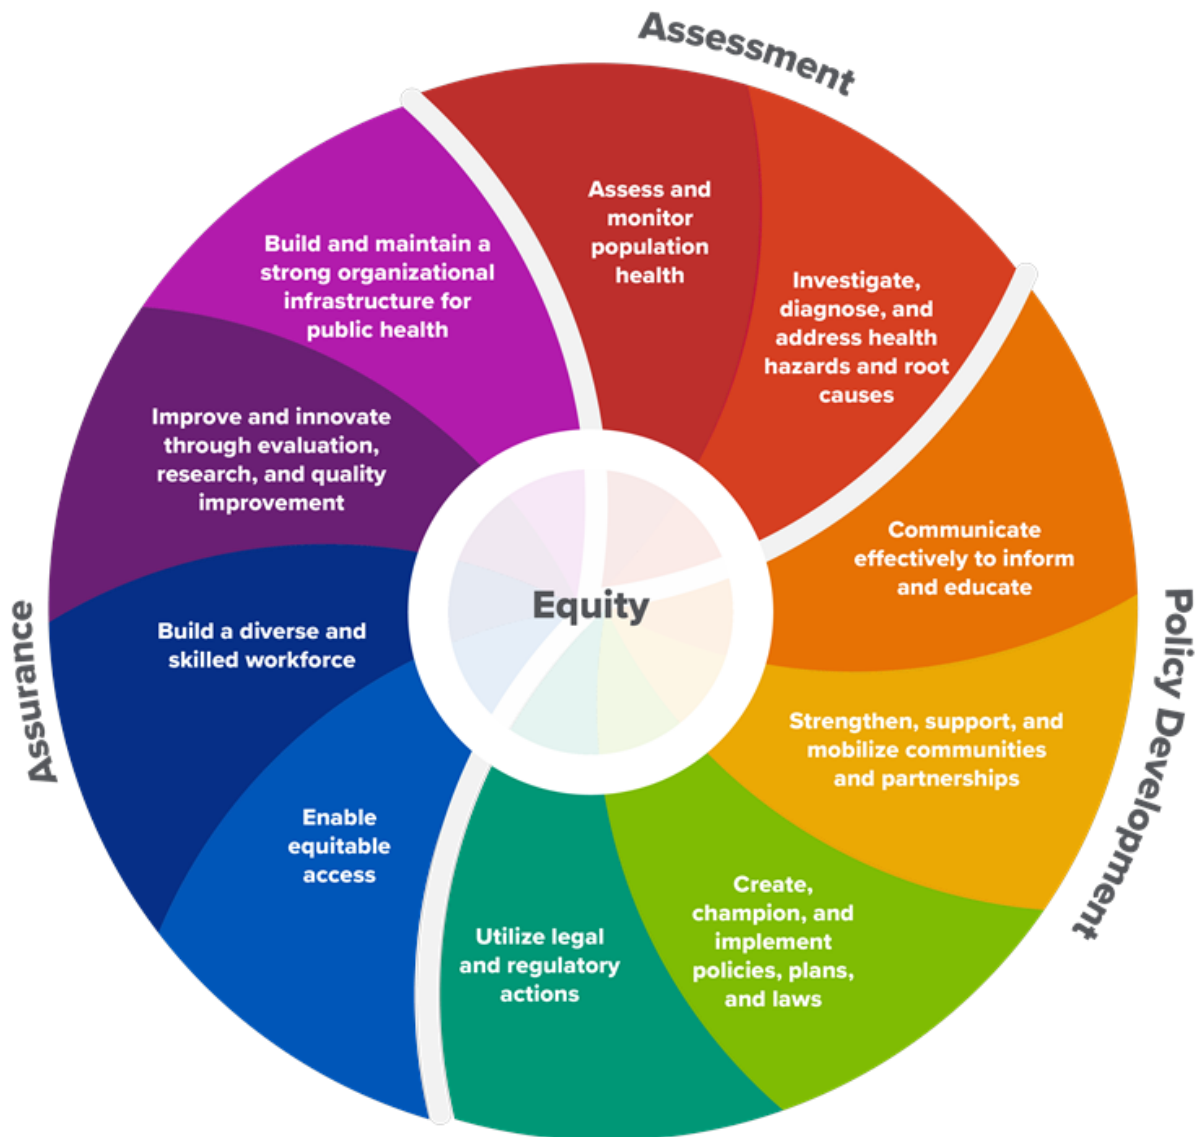 Assessment
Assess and
monitor
population
health
Investigate,
diagnose, and
address health
hazards and root
causes
Communicate
effectively to inform
and educate
Policy Development
Strengthen, support, and
mobilize communities
and partnerships
Create,
champion, and
implement
policies, plans,
and laws
Utilize legal
and regulatory
actions
Enable
equitable
access
Assurance
Build a diverse and
skilled workforce
Improve and innovate
through evaluation,
research, and quality
improvement
Build and maintain a
strong organizational
infrastructure for
public health
Equity